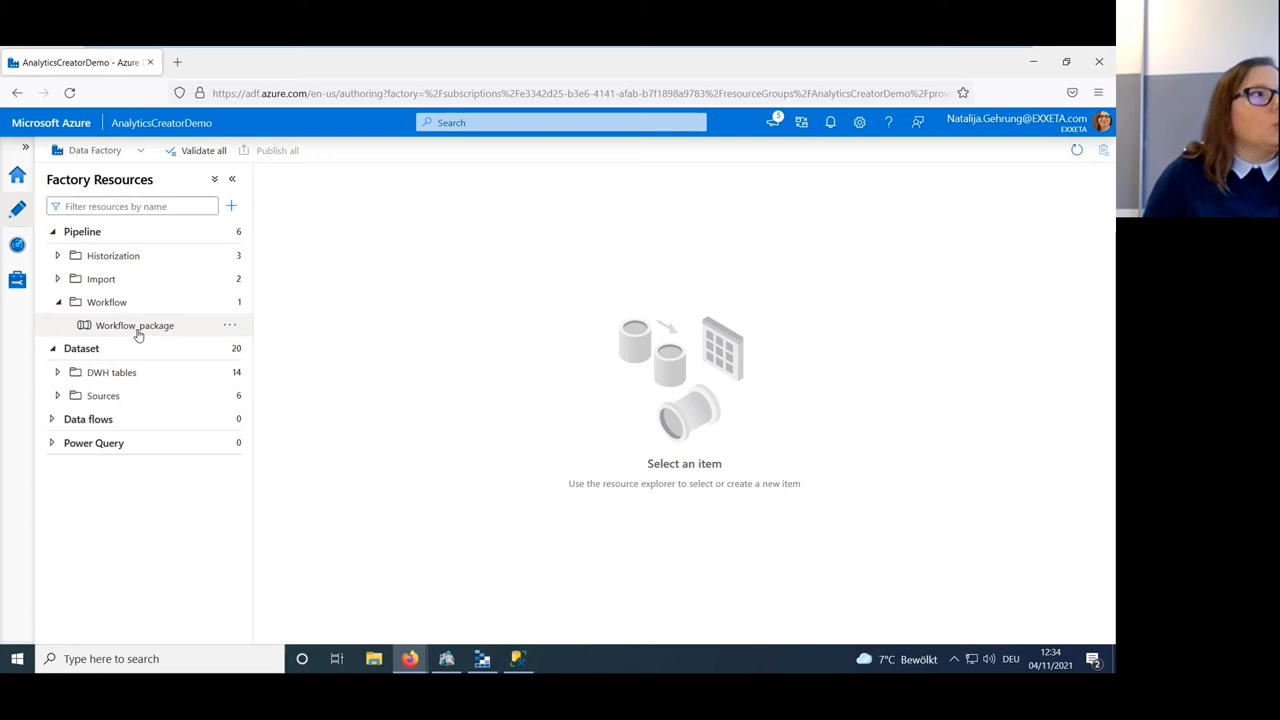 AnalyticsCreatorDemo - Azure
https://adf.azure.com/en-us/authoring?factory=%2Fsubscriptions%2Fe3342d25-b3e6-4141-afab-b7f1898a9783%2FresourceGroups%2FAnalyticsCreatorDemo%2Fprov
Microsoft Azure
AnalyticsCreatorDemo
Search
5
Natalija.Gehrung@EXXETA.com
EXXETA
Data Factory
Validate all
Publish all
Factory Resources
Filter resources by name
Pipeline 6
Historization 3
Import 2
Workflow 1
Workflow_package
Dataset 20
DWH tables 14
Sources 6
Data flows 0
Power Query 0
Select an item
Use the resource explorer to select or create a new item
Type here to search
7°C Bewölkt
DEU
12:34
04/11/2021
2